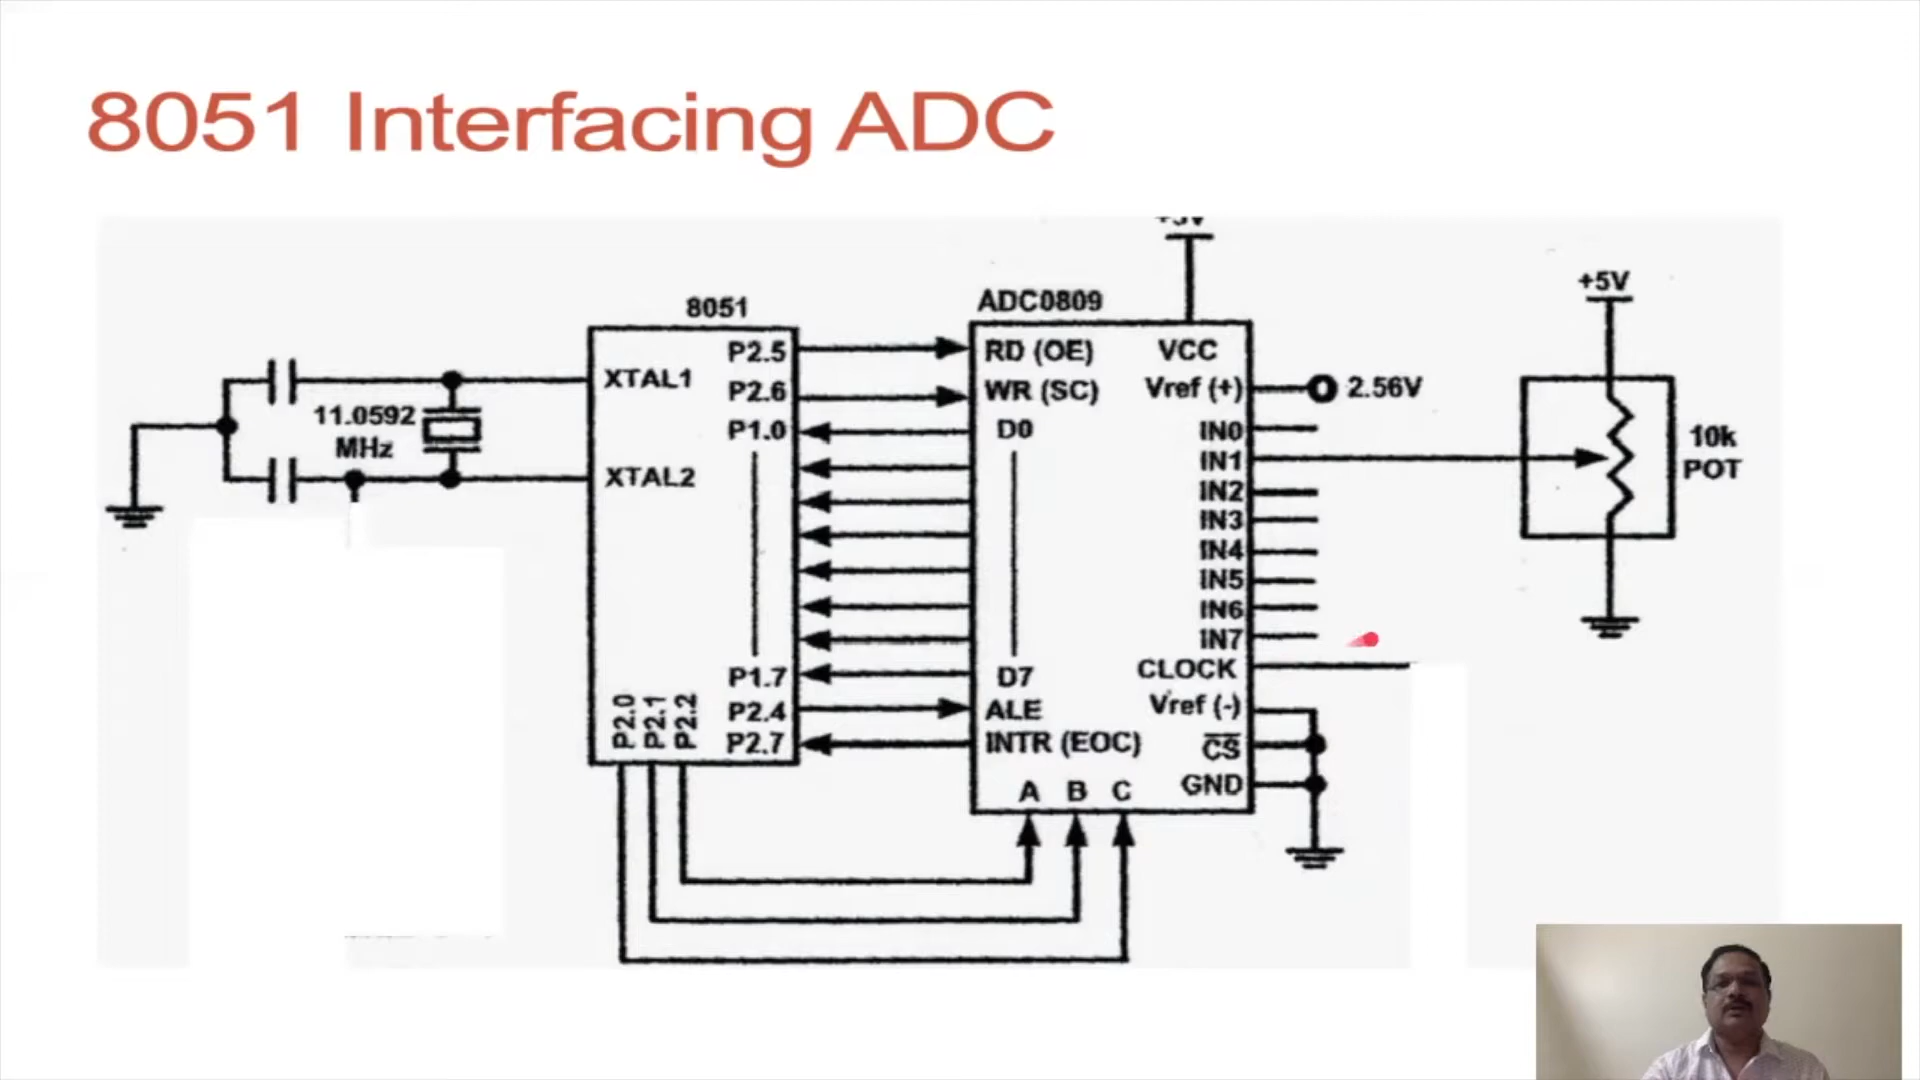 8051 Interfacing ADC
+5V
+5V
8051
ADC0809
P2.5
RD (OE)
VCC
XTAL1
P2.6
WR (SC)
Vref (+)
2.56V
11.0592
MHz
P1.0
D0
IN0
10k
POT
IN1
XTAL2
IN2
IN3
IN4
IN5
IN6
IN7
P1.7
D7
CLOCK
P2.0
P2.1
P2.2
P2.4
ALE
Vref (-)
P2.7
INTR (EOC)
CS
A B C
GND